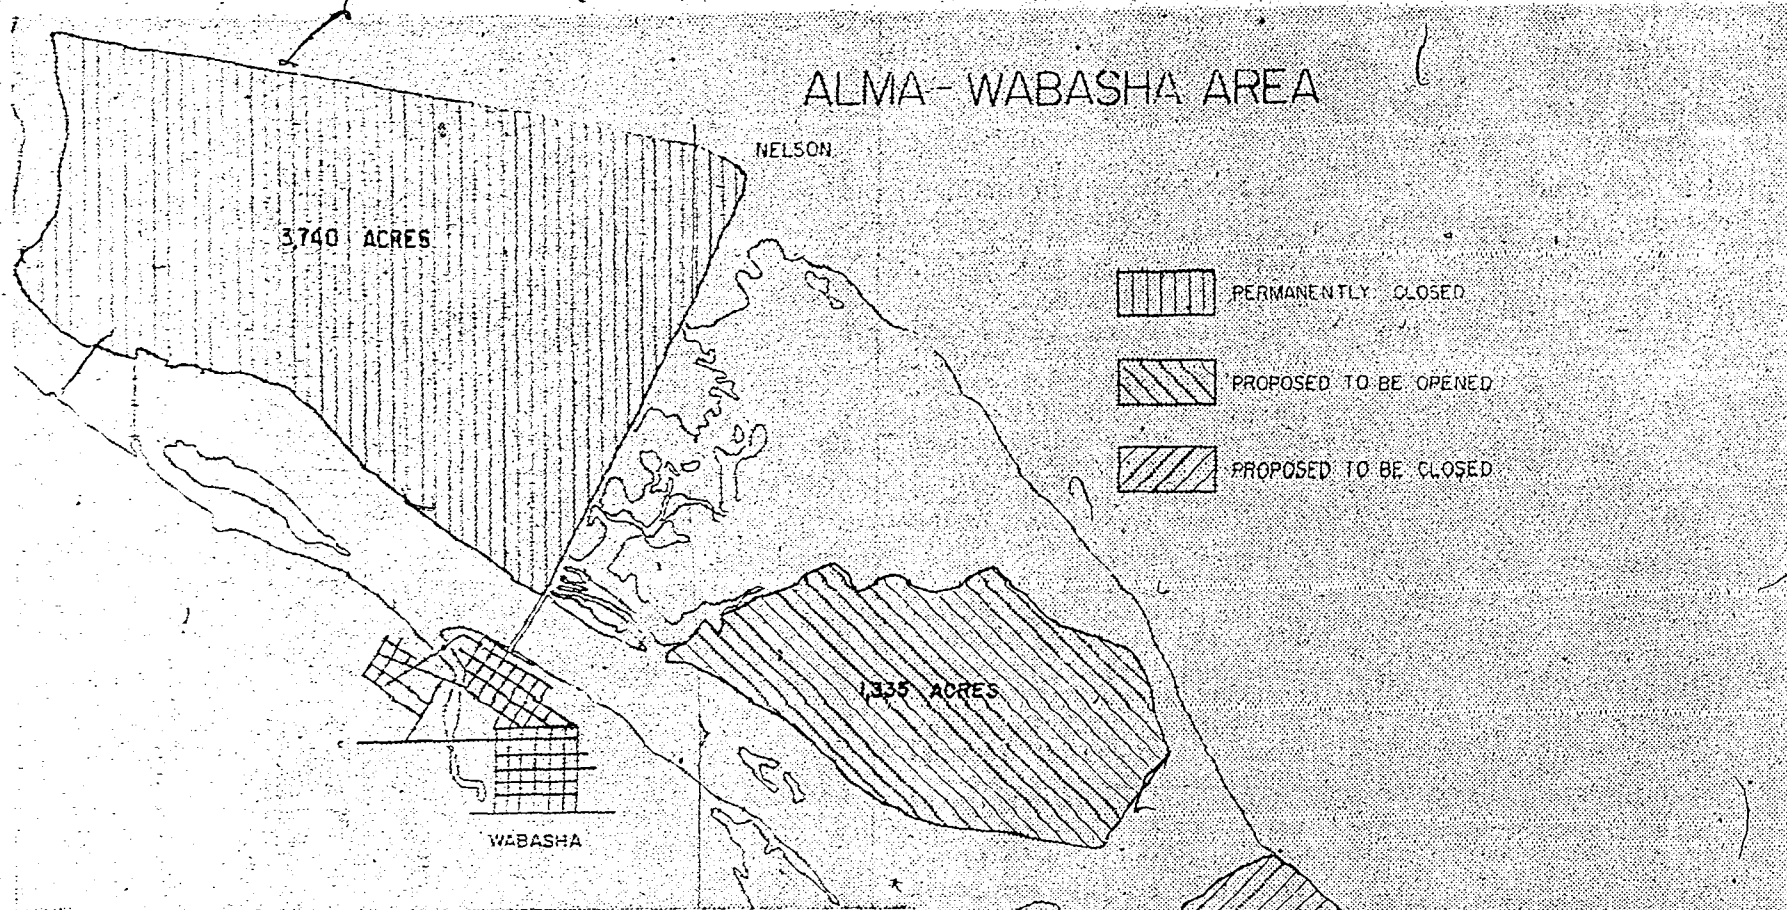 ALMA-WABASHA AREA
NELSON
3,740 ACRES
PERMANENTLY CLOSED
PROPOSED TO BE OPENED
PROPOSED TO BE CLOSED
1,335 ACRES
WABASHA